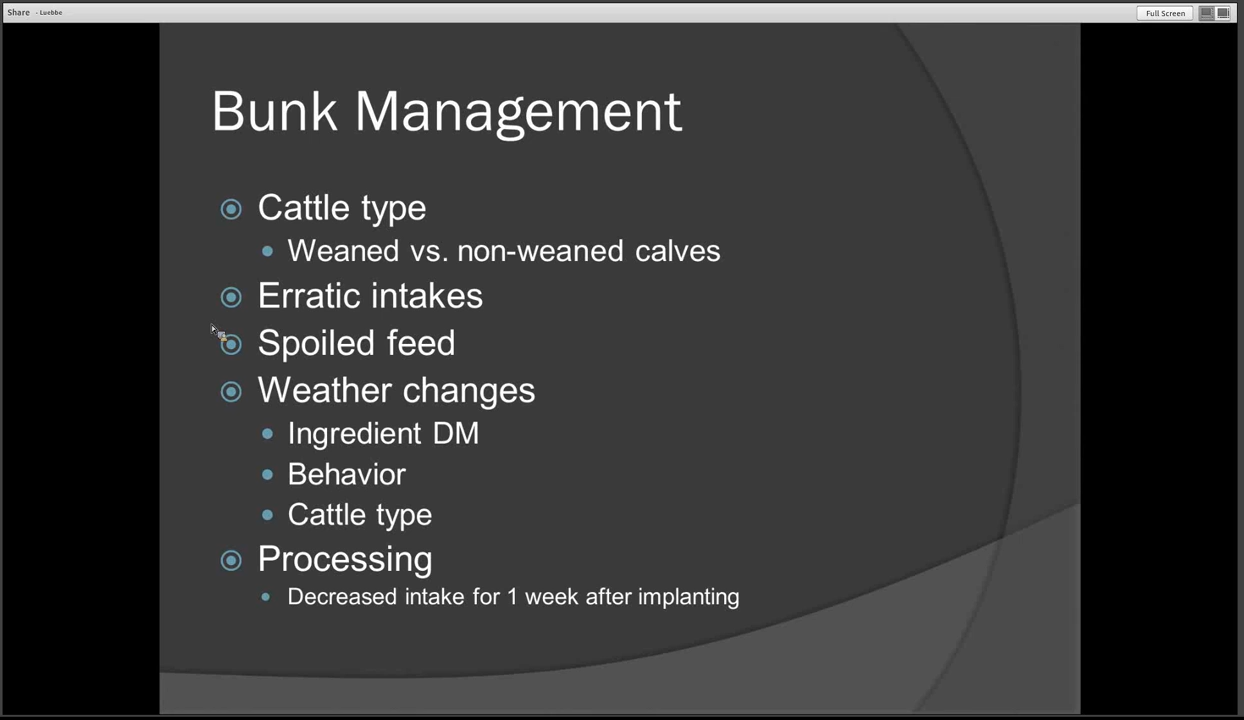 Share - Luebbe
Full Screen
Bunk Management
Cattle type
Weaned vs. non-weaned calves
Erratic intakes
Spoiled feed
Weather changes
Ingredient DM
Behavior
Cattle type
Processing
Decreased intake for 1 week after implanting